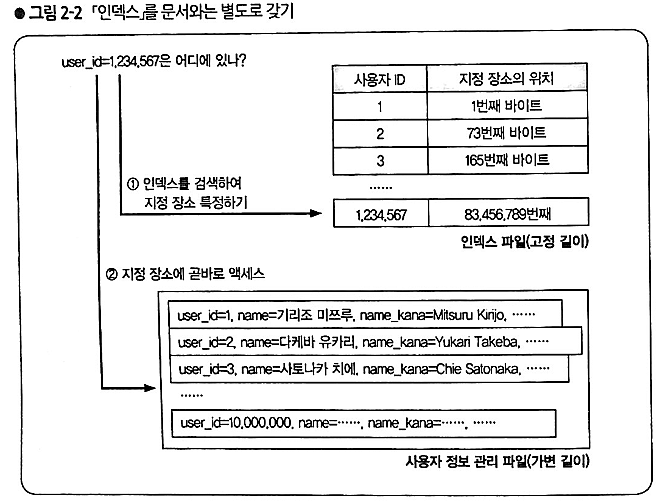 ● 그림 2-2 「인덱스」를 문서와는 별도로 갖기
user_id=1,234,567은 어디에 있나?
사용자 ID 지정 장소의 위치
1 1번째 바이트
2 73번째 바이트
3 165번째 바이트
……
① 인덱스를 검색하여
지정 장소 특정하기
1,234,567 83,456,789번째
인덱스 파일(고정 길이)
② 지정 장소에 곧바로 액세스
user_id=1, name=기리조 미쯔루, name_kana=Mitsuru Kirijo, ……
user_id=2, name=다케바 유카리, name_kana=Yukari Takeba, ……
user_id=3, name=사토나카 치에, name_kana=Chie Satonaka, ……
……
user_id=10,000,000, name=……, name_kana=……, ……
사용자 정보 관리 파일(가변 길이)